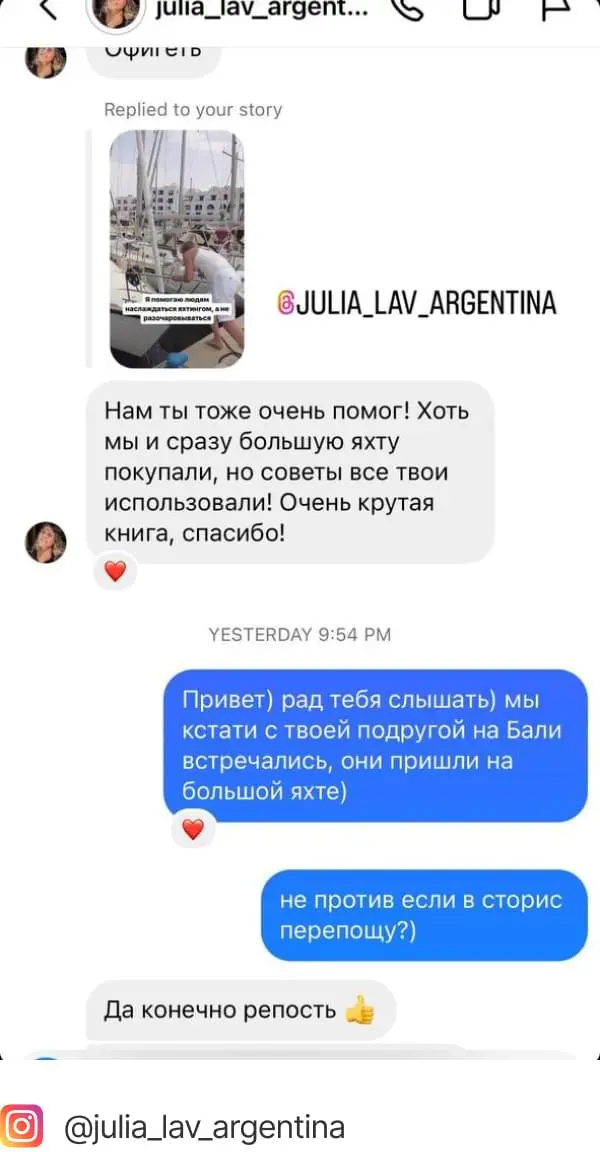 julia_lav_argent...
Офигеть
Replied to your story
Я помогаю людям
наслаждаться яхтингом, а не
разочаровываться
@JULIA_LAV_ARGENTINA
Нам ты тоже очень помог! Хоть
мы и сразу большую яхту
покупали, но советы все твои
использовали! Очень крутая
книга, спасибо!
YESTERDAY 9:54 PM
Привет) рад тебя слышать) мы
кстати с твоей подругой на Бали
встречались, они пришли на
большой яхте)
не против если в сторис
перепощу?)
Да конечно репость 👍
@julia_lav_argentina